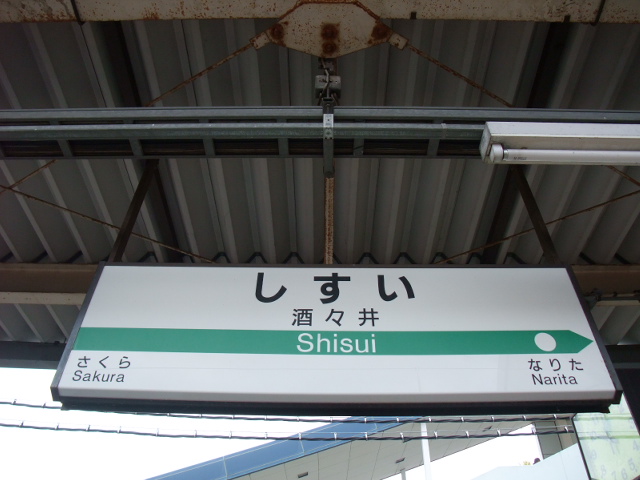 しすい
酒々井
Shisui
さくら
Sakura
なりた
Narita